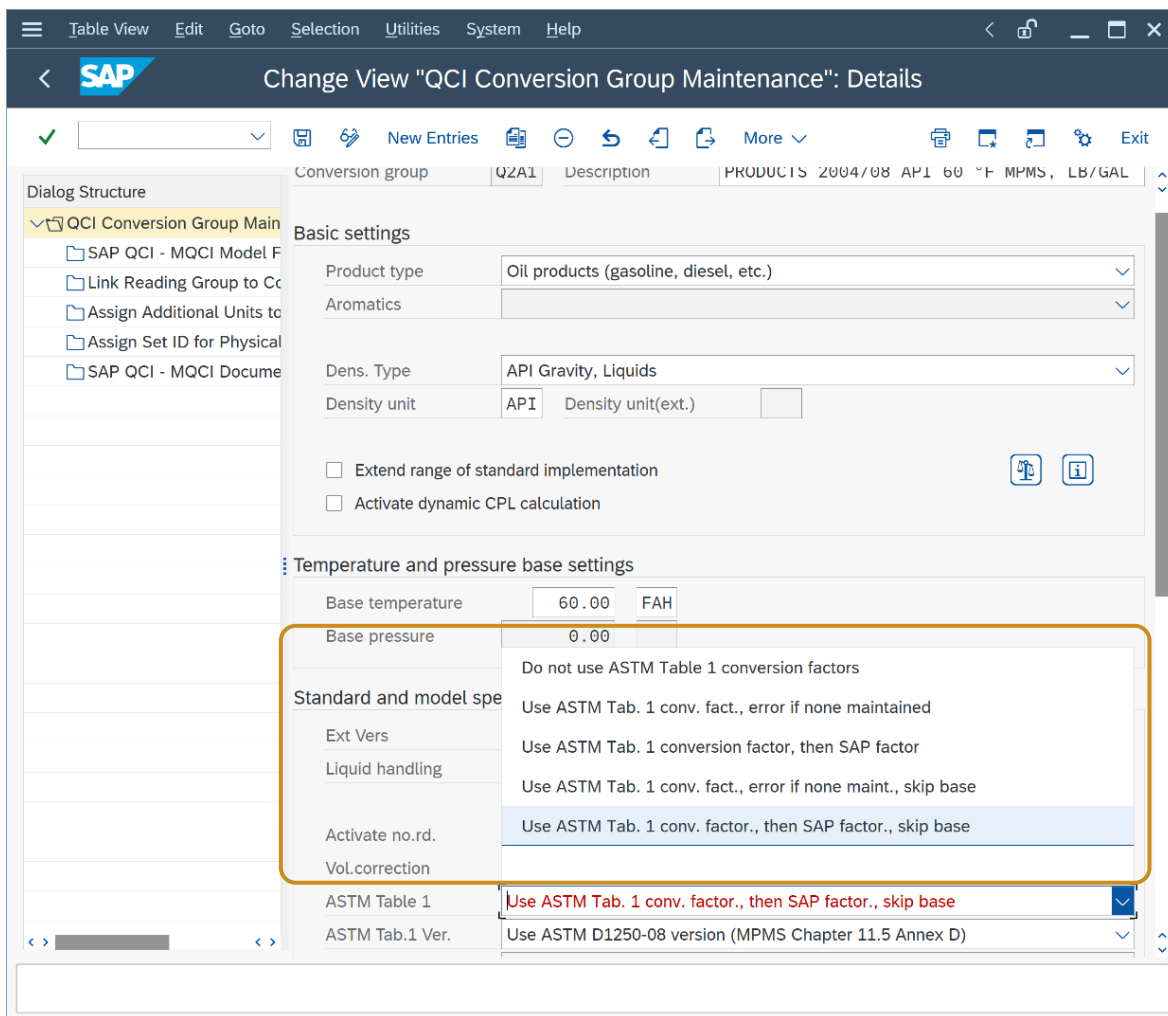 Table View Edit Goto Selection Utilities System Help
SAP Change View "QCI Conversion Group Maintenance": Details
New Entries More Exit
Dialog Structure
QCI Conversion Group Main
SAP QCI - MQCI Model F
Link Reading Group to Co
Assign Additional Units to
Assign Set ID for Physical
SAP QCI - MQCI Docume
Conversion group Q2A1 Description PRODUCTS 2004/08 API 60 °F MPMS, LB/GAL
Basic settings
Product type Oil products (gasoline, diesel, etc.)
Aromatics
Dens. Type API Gravity, Liquids
Density unit API Density unit(ext.)
Extend range of standard implementation
Activate dynamic CPL calculation
Temperature and pressure base settings
Base temperature 60.00 FAH
Base pressure 0.00
Do not use ASTM Table 1 conversion factors
Standard and model spe
Use ASTM Tab. 1 conv. fact., error if none maintained
Ext Vers
Use ASTM Tab. 1 conversion factor, then SAP factor
Liquid handling
Use ASTM Tab. 1 conv. fact., error if none maint., skip base
Activate no.rd.
Use ASTM Tab. 1 conv. factor., then SAP factor., skip base
Vol.correction
ASTM Table 1 Use ASTM Tab. 1 conv. factor., then SAP factor., skip base
ASTM Tab.1 Ver. Use ASTM D1250-08 version (MPMS Chapter 11.5 Annex D)